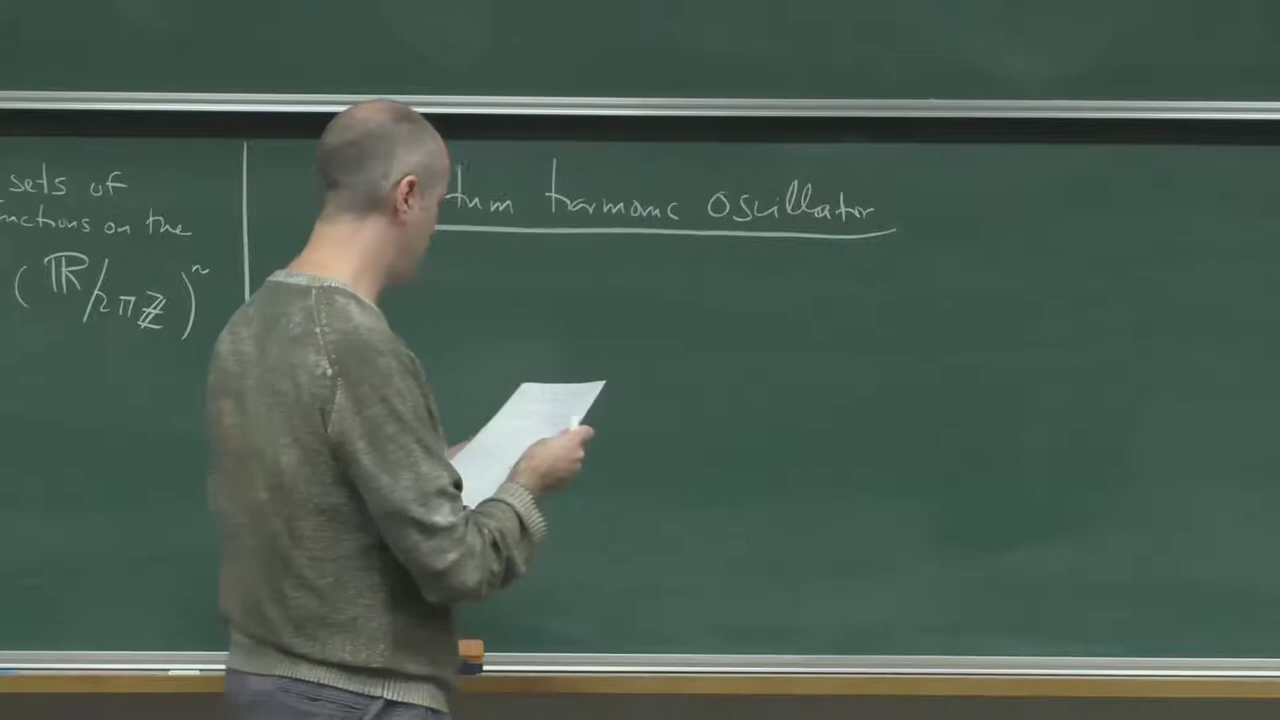 sets of
nctions on the
(ℝ/2πℤ)ⁿ
tum harmonic oscillator